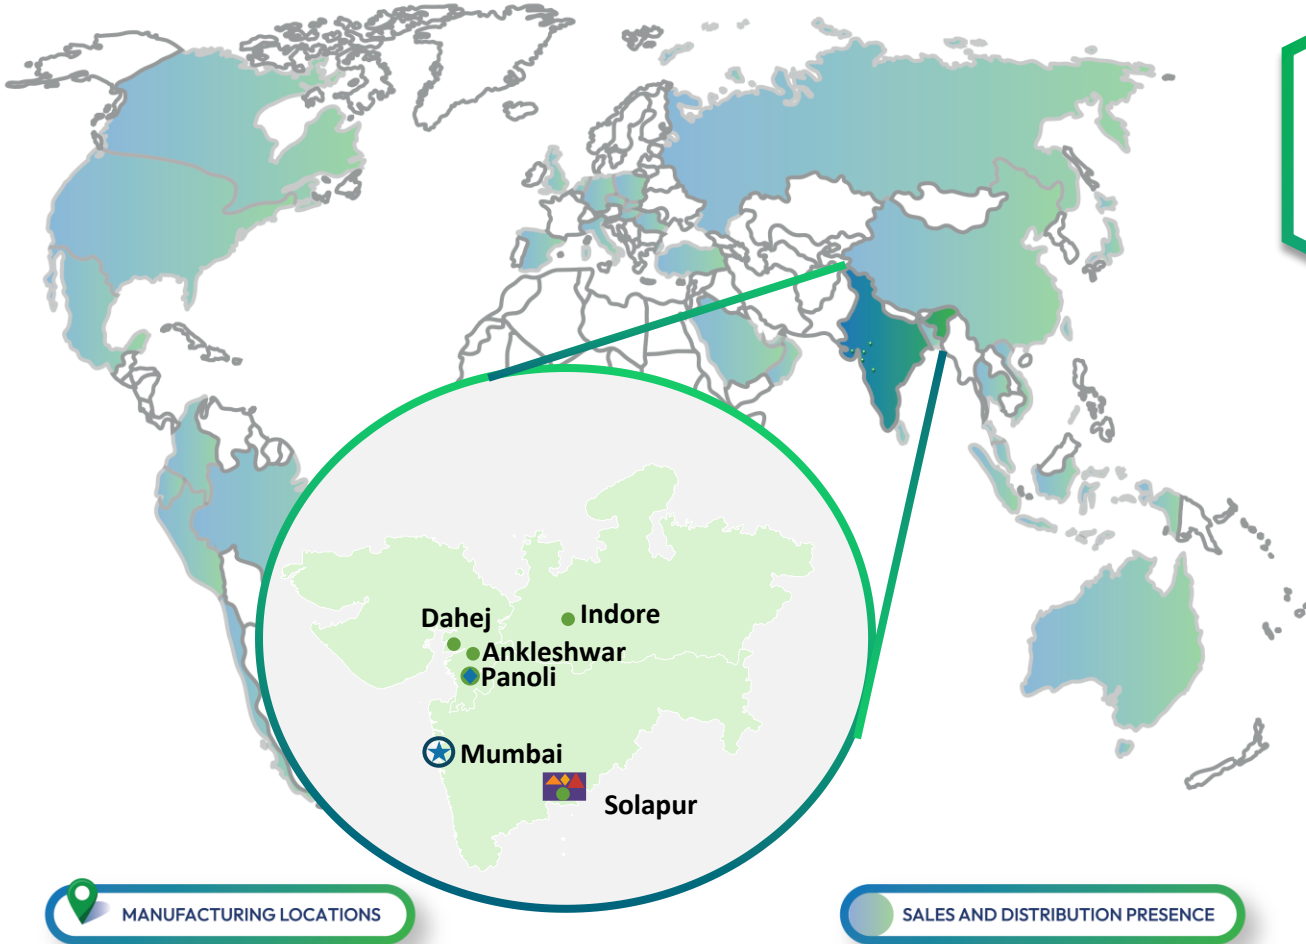 Dahej
Indore
Ankleshwar
Panoli
Mumbai
Solapur
MANUFACTURING LOCATIONS
SALES AND DISTRIBUTION PRESENCE